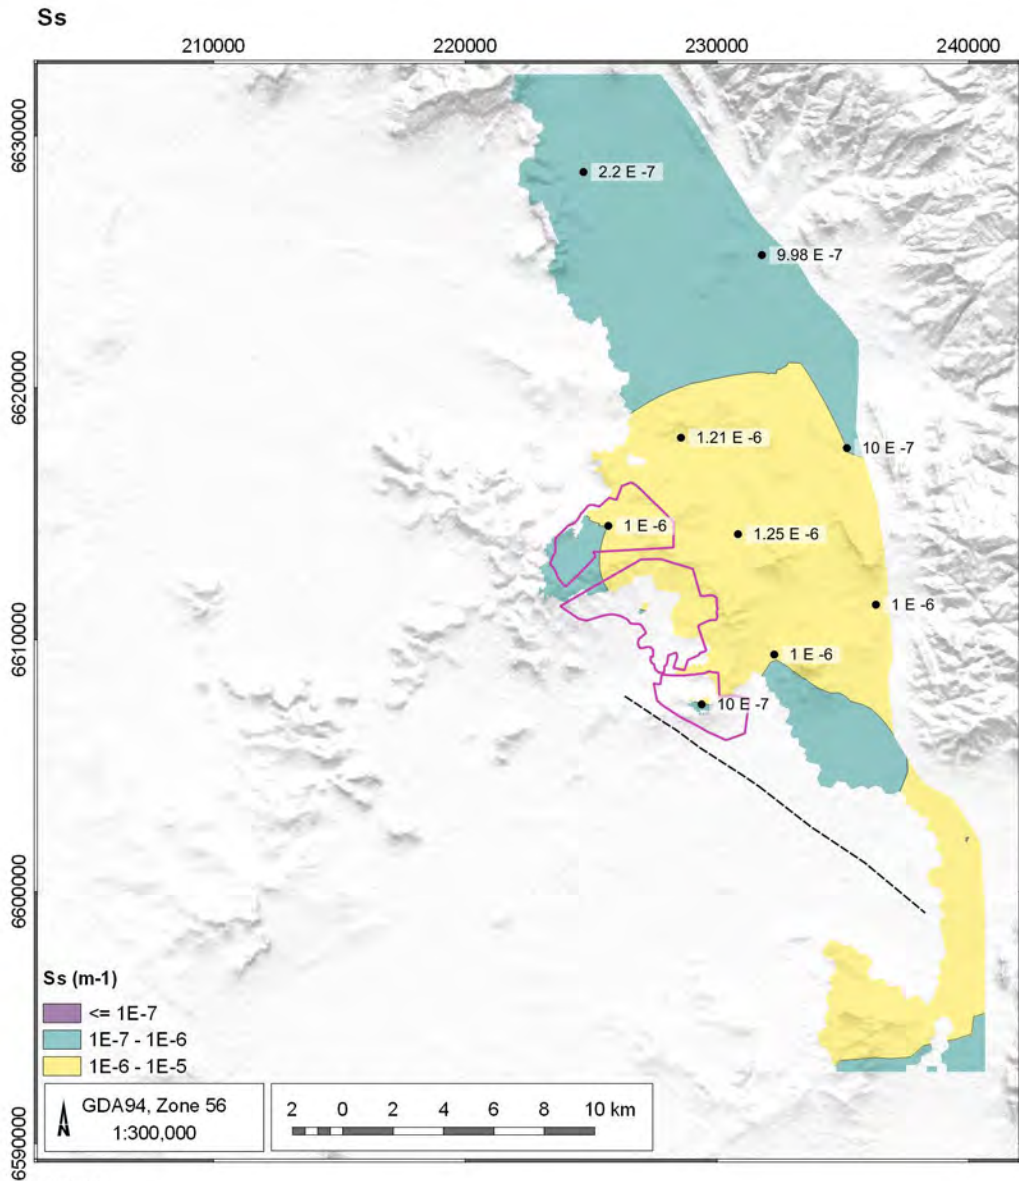 Ss
210000 220000 230000 240000
6630000
2.2 E -7
9.98 E -7
6620000
1.21 E -6
10 E -7
1 E -6
1.25 E -6
1 E -6
6610000
1 E -6
10 E -7
6600000
Ss (m-1)
<= 1E-7
1E-7 - 1E-6
1E-6 - 1E-5
GDA94, Zone 56
1:300,000
N
2 0 2 4 6 8 10 km
6590000